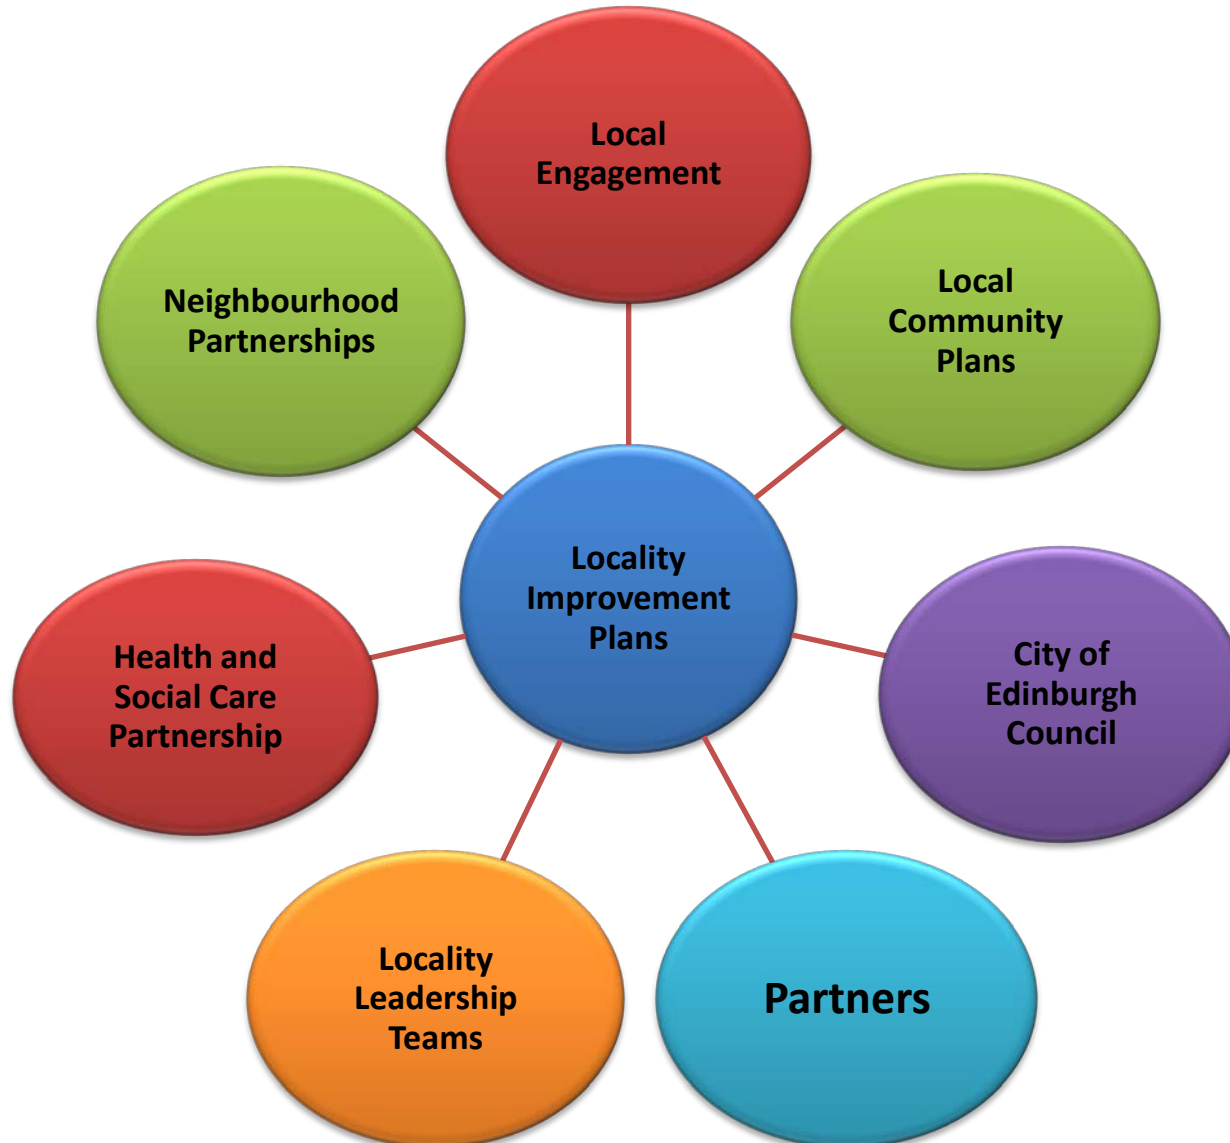 Local
Engagement
Neighbourhood
Partnerships
Local
Community
Plans
Locality
Improvement
Plans
Health and
Social Care
Partnership
City of
Edinburgh
Council
Locality
Leadership
Teams
Partners